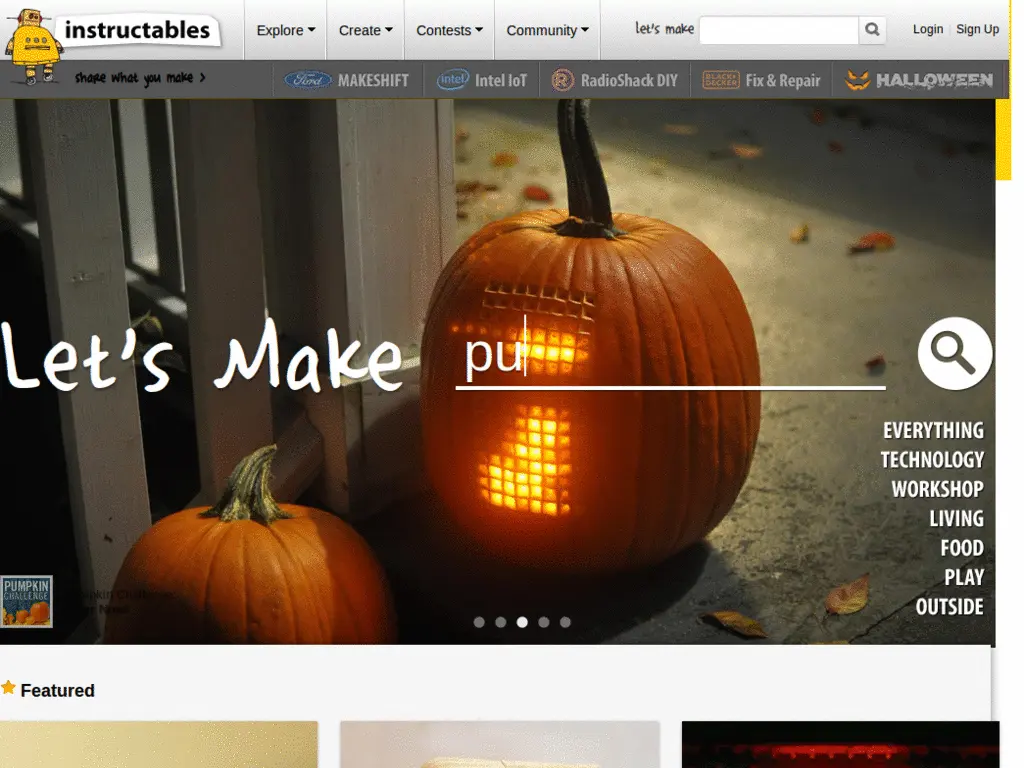 instructables
Explore
Create
Contests
Community
let's make
Login
Sign Up
share what you make >
Ford
MAKESHIFT
intel
Intel IoT
R
RadioShack DIY
BLACK+
DECKER
Fix & Repair
HALLOWEEN
Let's Make
pu
EVERYTHING
TECHNOLOGY
WORKSHOP
LIVING
FOOD
PLAY
OUTSIDE
PUMPKIN
CHALLENGE
Featured